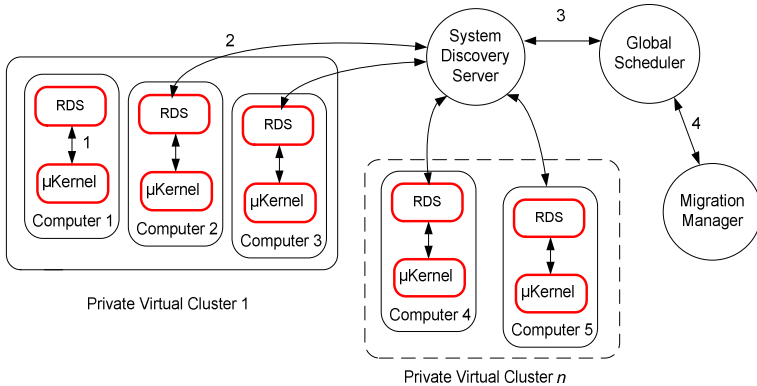 3
2
System
Discovery
Server
Global
Scheduler
RDS
1
µKernel
Computer 1
RDS
µKernel
Computer 2
RDS
µKernel
Computer 3
4
Migration
Manager
RDS
µKernel
Computer 4
RDS
µKernel
Computer 5
Private Virtual Cluster 1
Private Virtual Cluster n